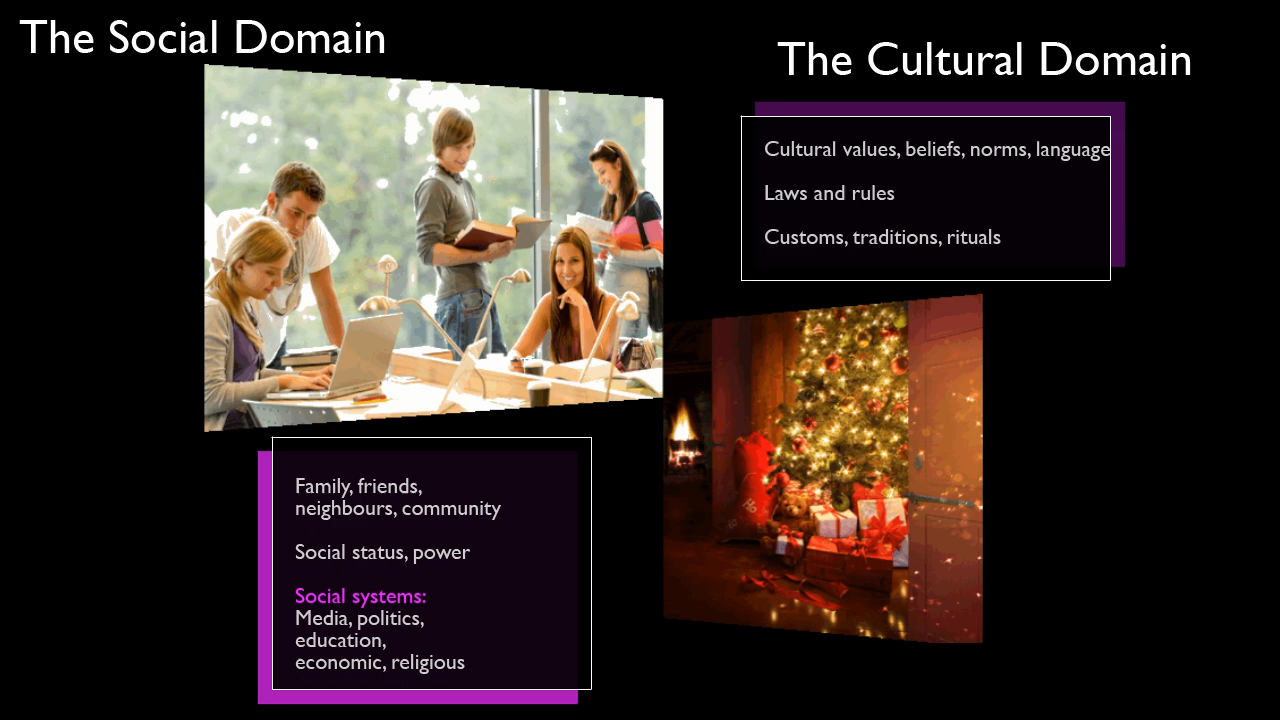 The Social Domain
Family, friends,
neighbours, community
Social status, power
Social systems:
Media, politics,
education,
economic, religious
The Cultural Domain
Cultural values, beliefs, norms, language
Laws and rules
Customs, traditions, rituals
Ho